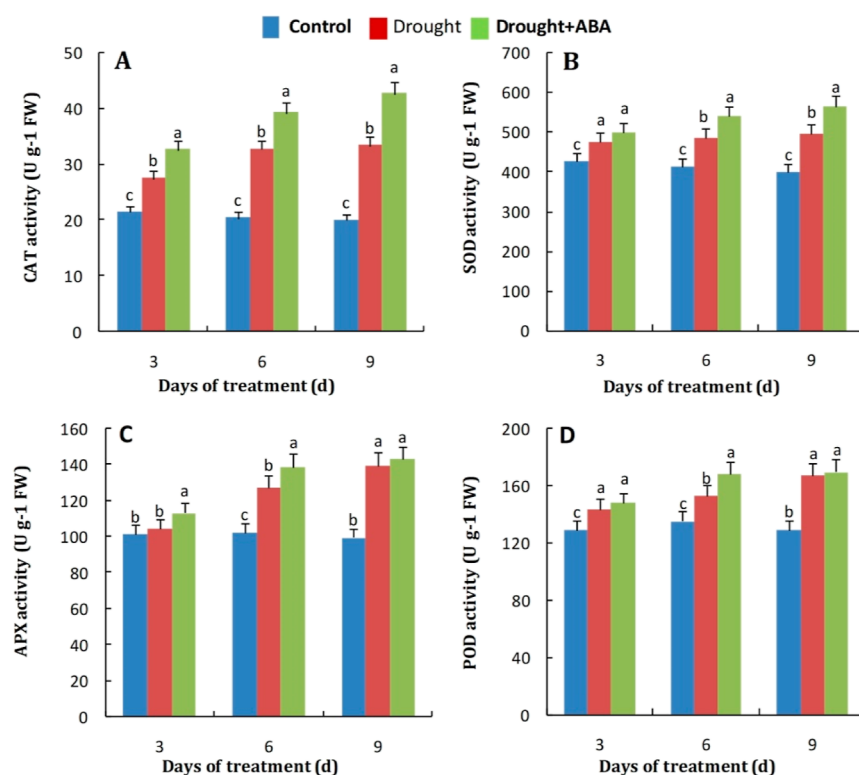 Control Drought Drought+ABA
A
CAT activity (U g-1 FW)
50
40
30
20
10
0
c b a c b a c b a
3 6 9
Days of treatment (d)
B
SOD activity (U g-1 FW)
700
600
500
400
300
200
100
0
c a a c b a c b a
3 6 9
Days of treatment (d)
C
APX activity (U g-1 FW)
160
140
120
100
80
60
40
20
0
b b a c b a b a a
3 6 9
Days of treatment (d)
D
POD activity (U g-1 FW)
200
160
120
80
40
0
c a a c b a b a a
3 6 9
Days of treatment (d)